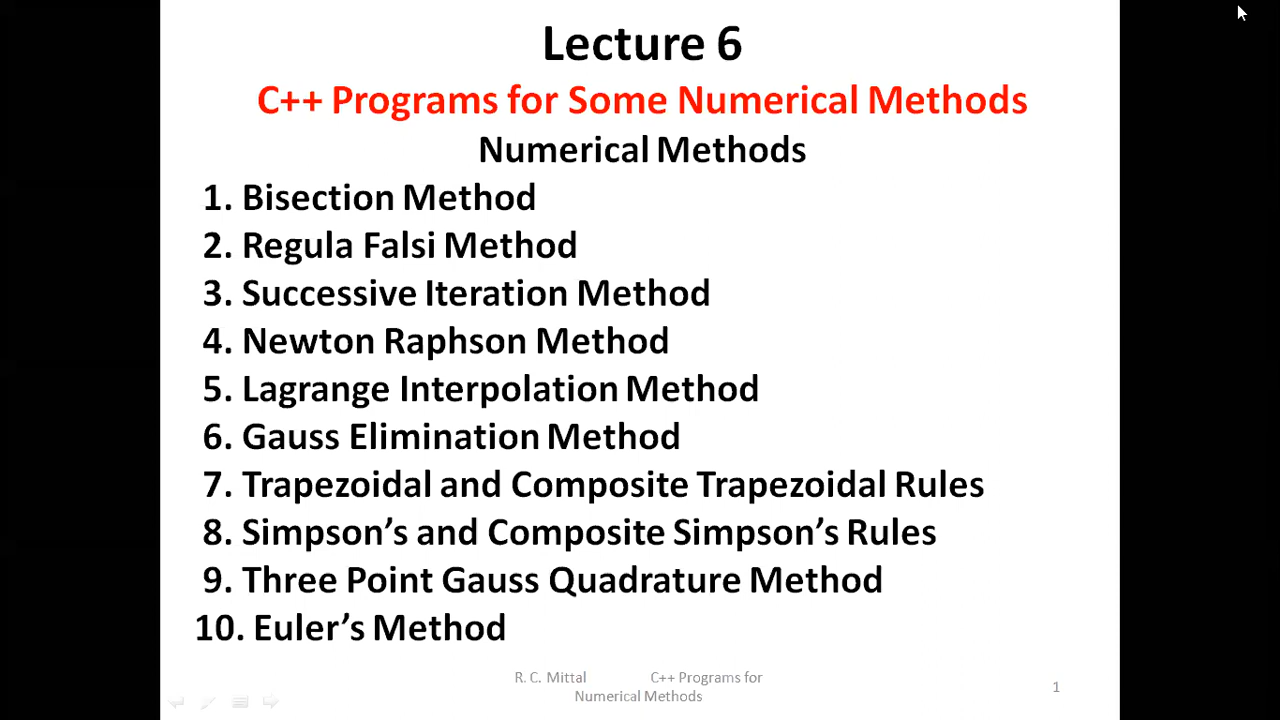 Lecture 6
C++ Programs for Some Numerical Methods
Numerical Methods
1. Bisection Method
2. Regula Falsi Method
3. Successive Iteration Method
4. Newton Raphson Method
5. Lagrange Interpolation Method
6. Gauss Elimination Method
7. Trapezoidal and Composite Trapezoidal Rules
8. Simpson’s and Composite Simpson’s Rules
9. Three Point Gauss Quadrature Method
10. Euler’s Method
R. C. Mittal C++ Programs for
Numerical Methods
1